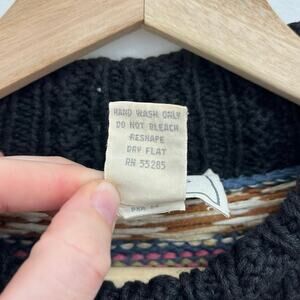 HAND WASH ONLY
DO NOT BLEACH
RESHAPE
DRY FLAT
RN 55285